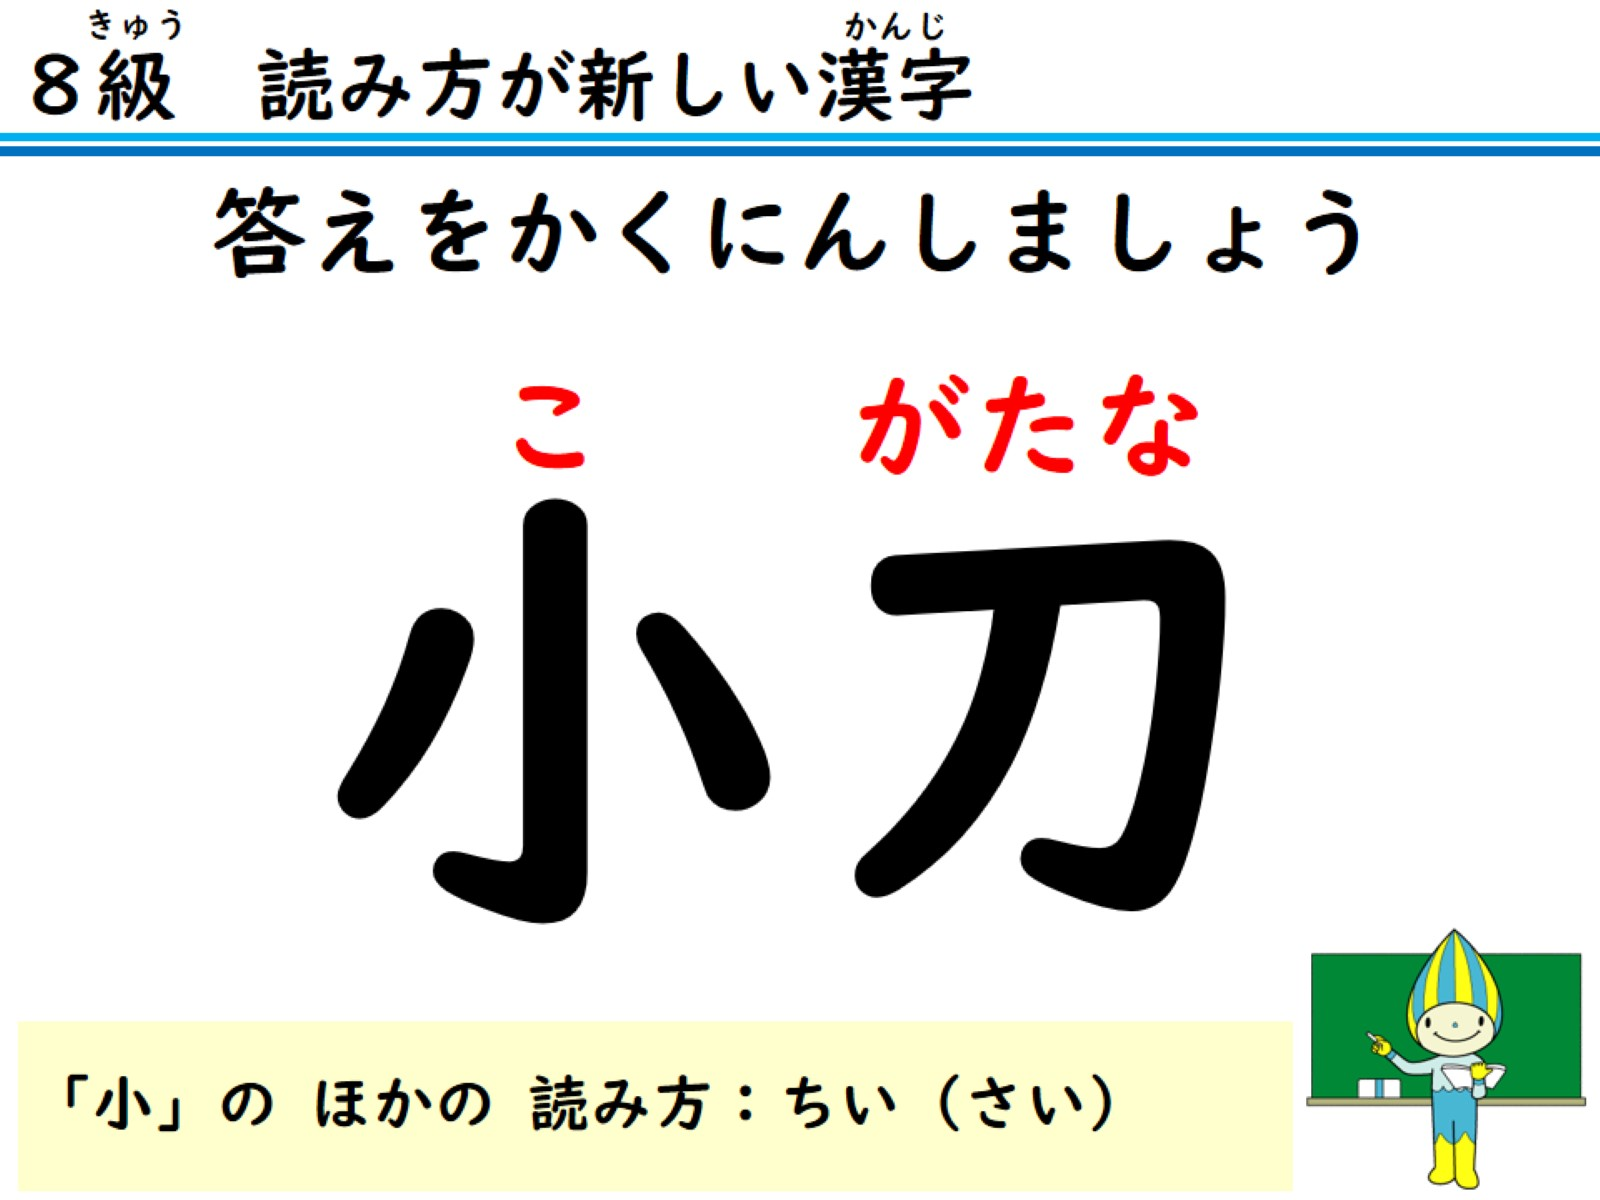 きゅう かんじ
8級 読み方が新しい漢字
答えをかくにんしましょう
こ がたな
小刀
「小」の ほかの 読み方：ちい（さい）